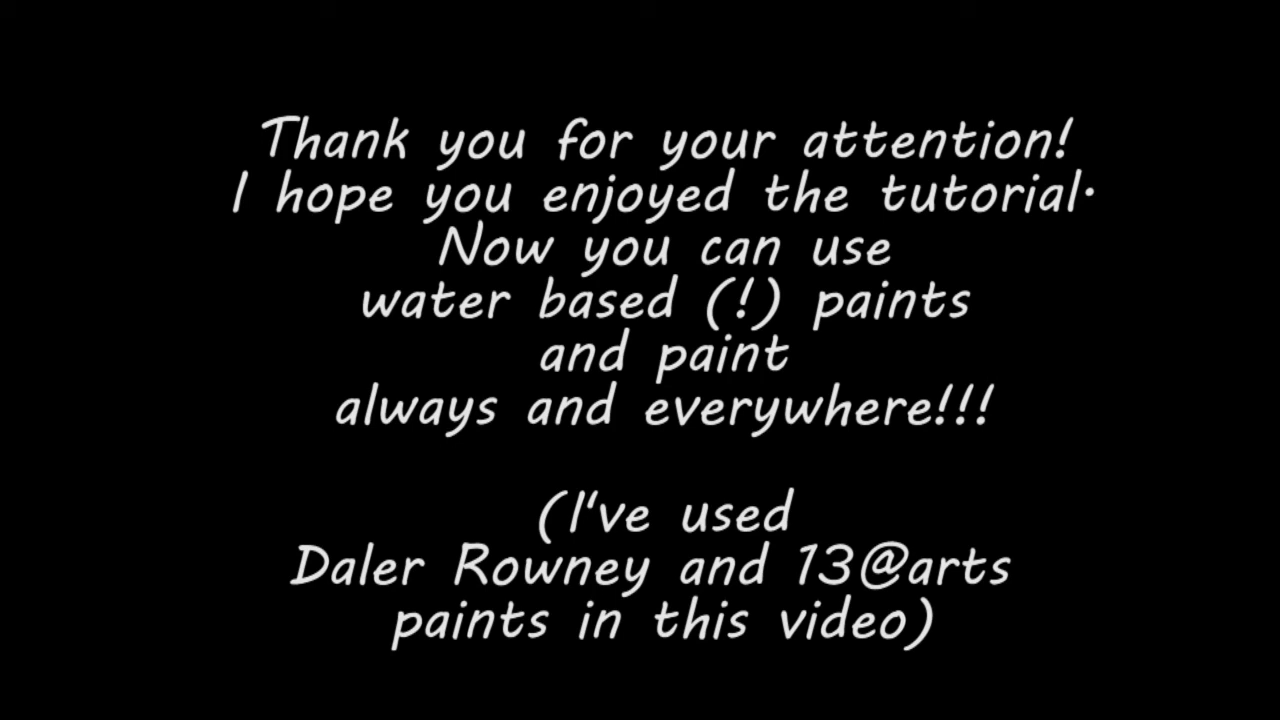 Thank you for your attention!
I hope you enjoyed the tutorial.
Now you can use
water based (!) paints
and paint
always and everywhere!!!
(I've used
Daler Rowney and 13@arts
paints in this video)